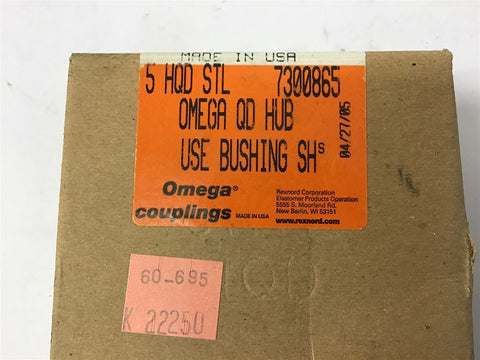 MADE IN USA
5 HQD STL 7300865
OMEGA QD HUB
USE BUSHING SHS
04/27/05
Omega®
couplings MADE IN USA
Rexnord Corporation
Elastomer Products Operation
5555 S. Moorland Rd.
New Berlin, WI 53151
www.rexnord.com
60-695
K 22250